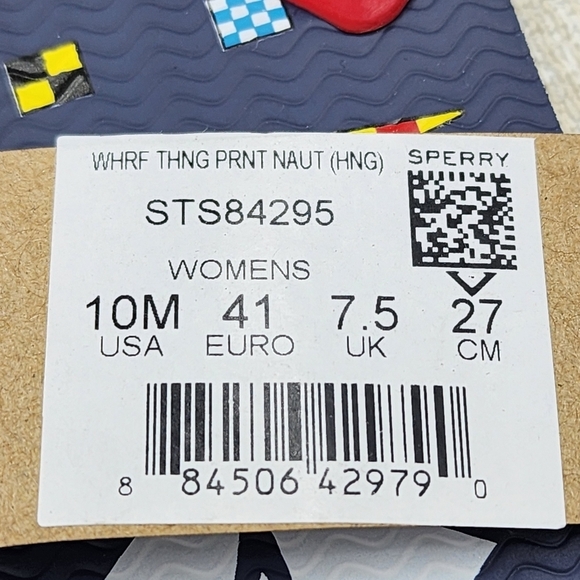 WHRF THNG PRNT NAUT (HNG) SPERRY
STS84295
WOMENS
10M 41 7.5 27
USA EURO UK CM
8 84506 42979 0